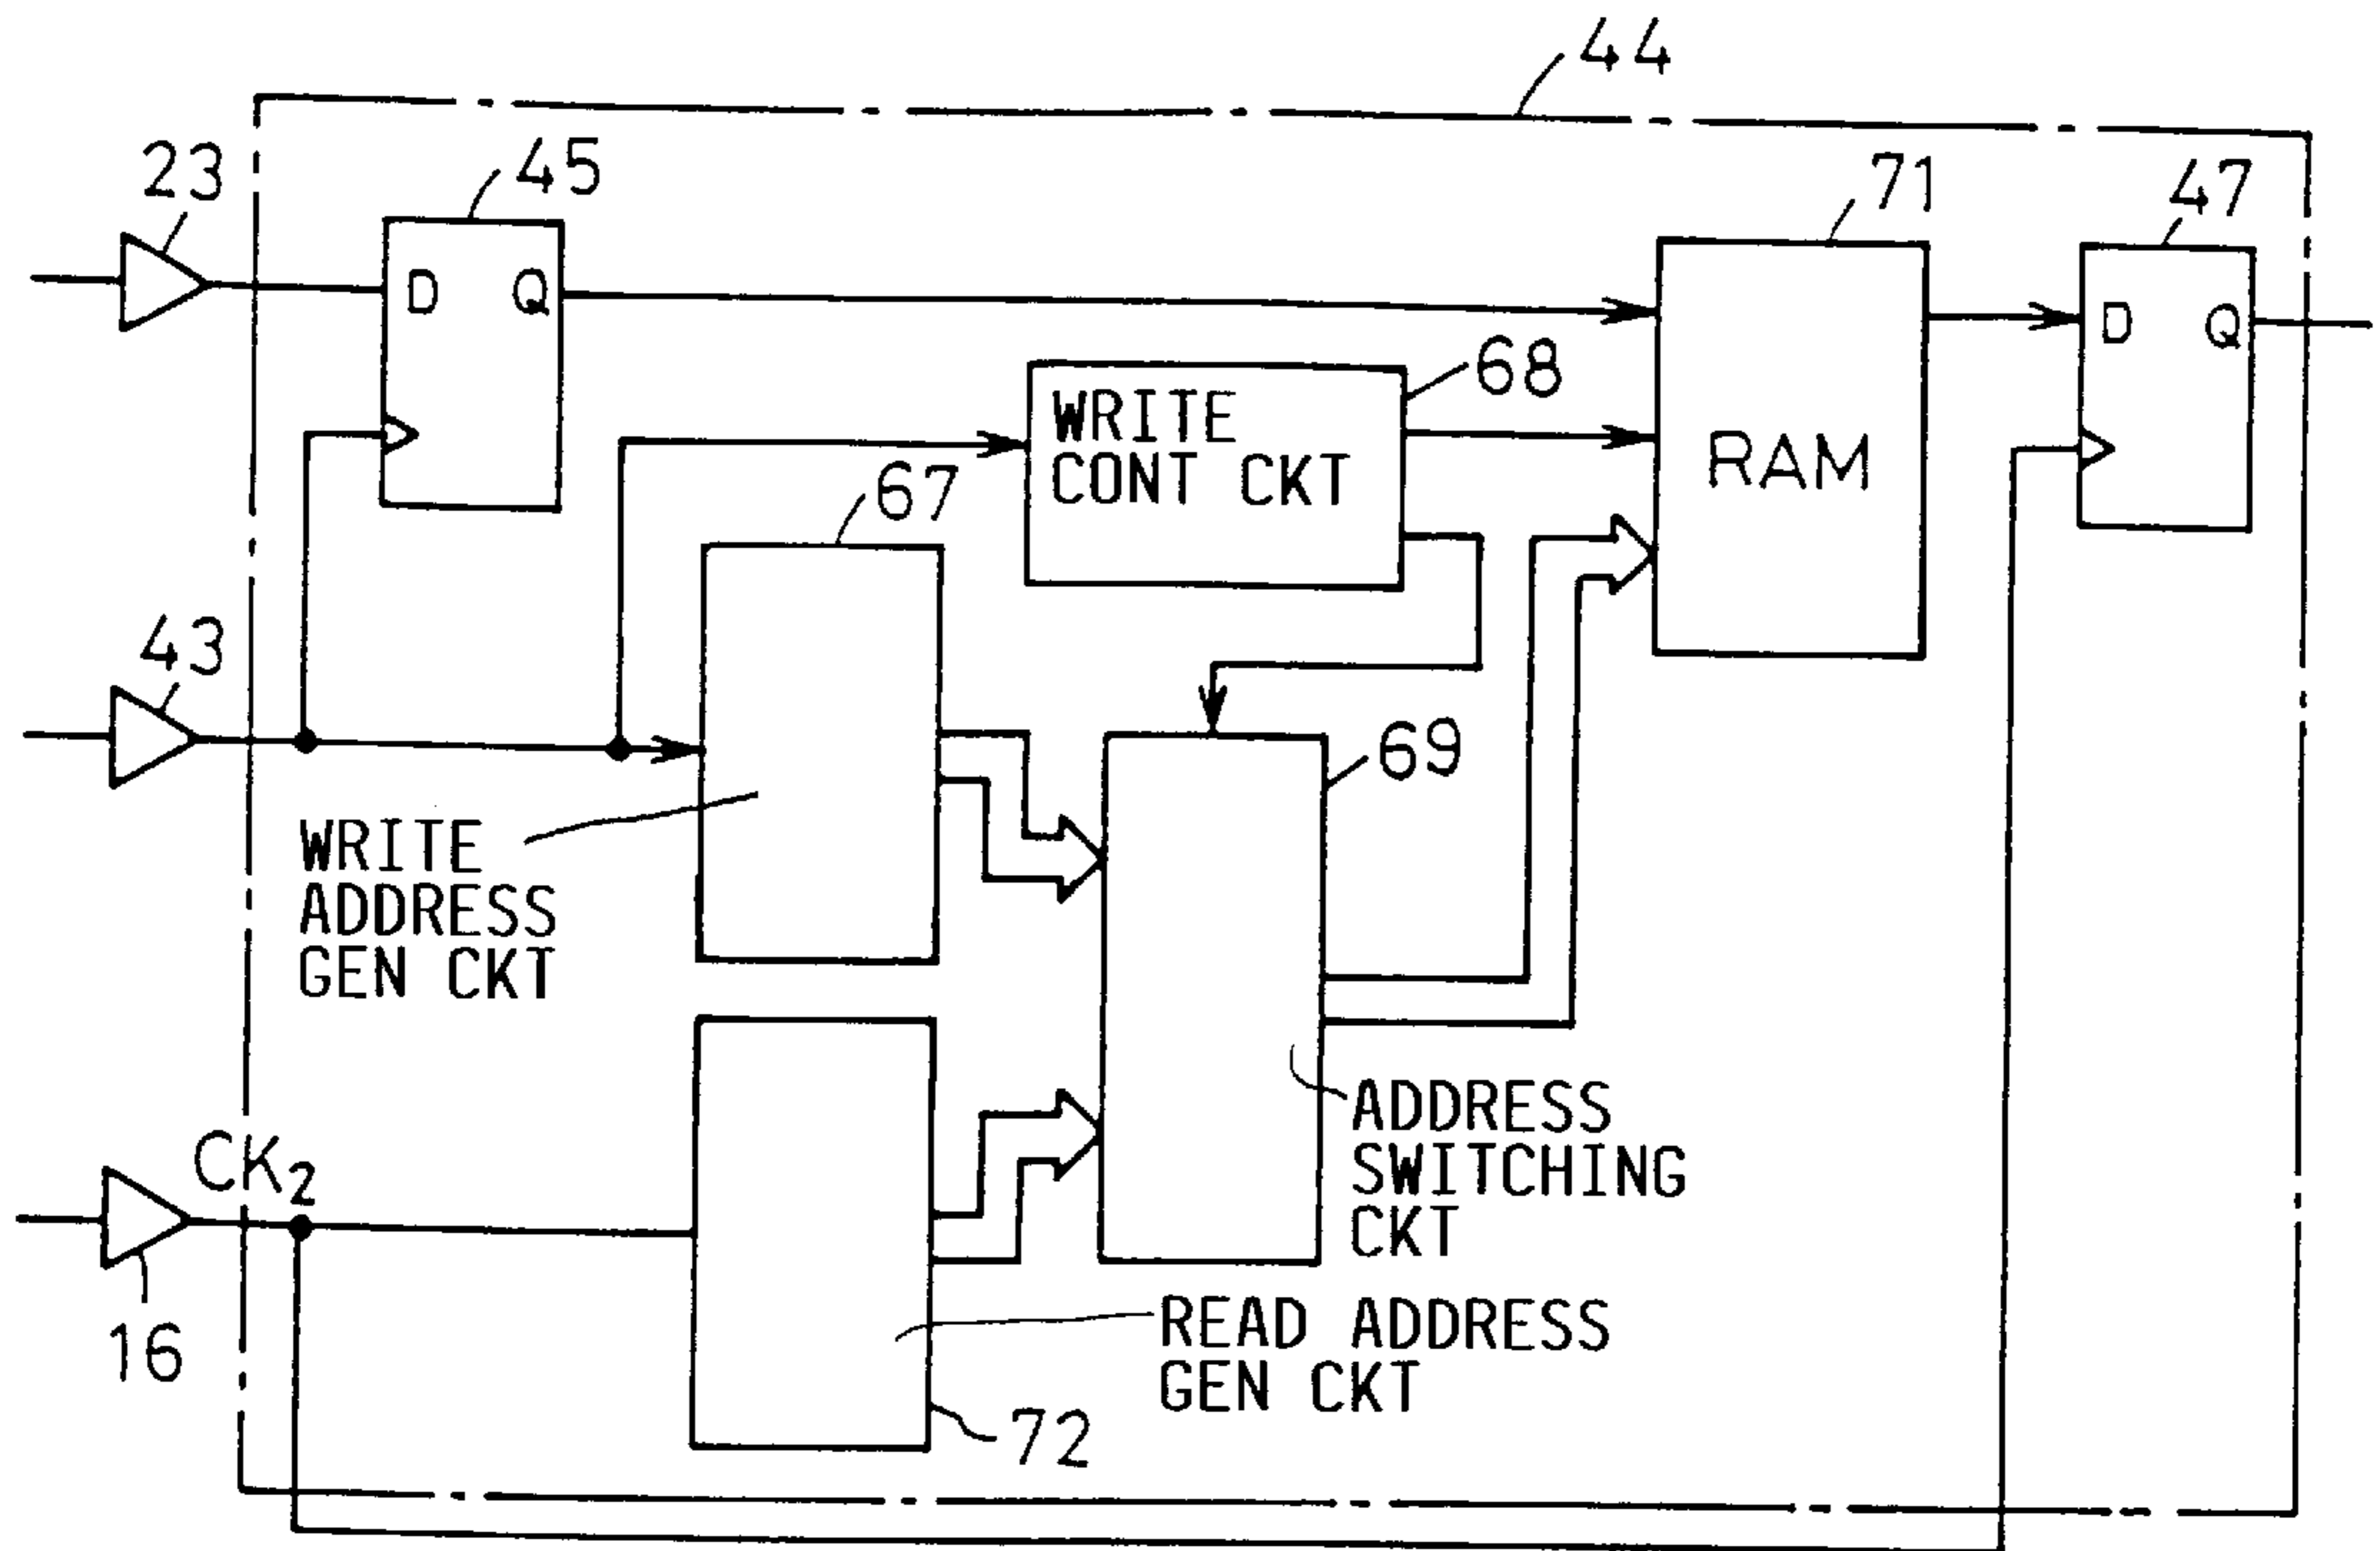 44
23
45
71
47
D Q
D Q
68
WRITE
CONT CKT
RAM
67
43
69
WRITE
ADDRESS
GEN CKT
ADDRESS
SWITCHING
CKT
CK2
16
READ ADDRESS
GEN CKT
72